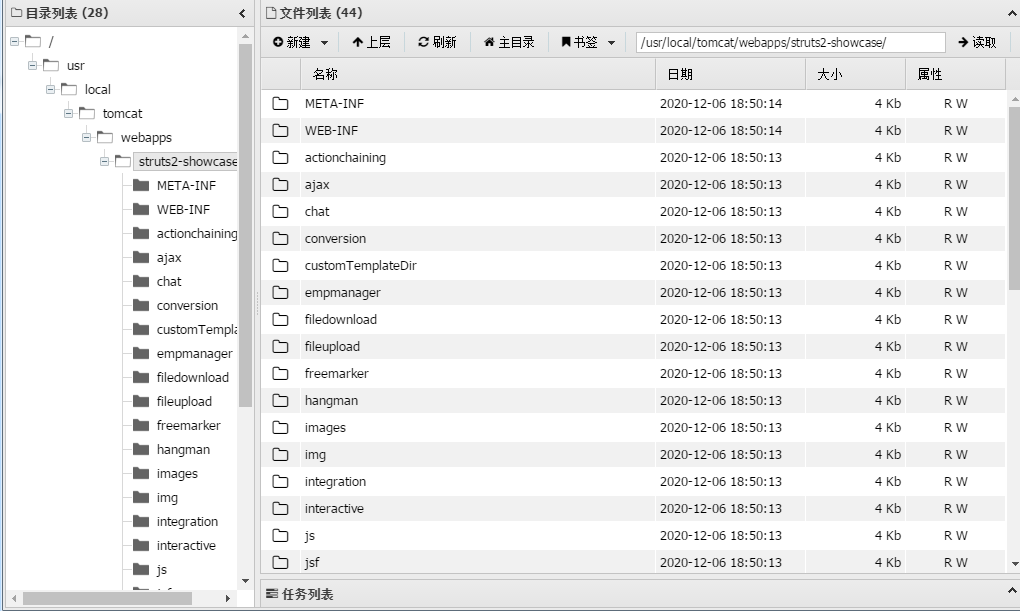 目录列表 (28)
/
usr
local
tomcat
webapps
struts2-showcase
META-INF
WEB-INF
actionchaining
ajax
chat
conversion
customTempla
empmanager
filedownload
fileupload
freemarker
hangman
images
img
integration
interactive
js
文件列表 (44)
新建 上层 刷新 主目录 书签 /usr/local/tomcat/webapps/struts2-showcase/ 读取
名称 日期 大小 属性
META-INF 2020-12-06 18:50:14 4 Kb R W
WEB-INF 2020-12-06 18:50:14 4 Kb R W
actionchaining 2020-12-06 18:50:13 4 Kb R W
ajax 2020-12-06 18:50:13 4 Kb R W
chat 2020-12-06 18:50:13 4 Kb R W
conversion 2020-12-06 18:50:13 4 Kb R W
customTemplateDir 2020-12-06 18:50:13 4 Kb R W
empmanager 2020-12-06 18:50:13 4 Kb R W
filedownload 2020-12-06 18:50:13 4 Kb R W
fileupload 2020-12-06 18:50:13 4 Kb R W
freemarker 2020-12-06 18:50:13 4 Kb R W
hangman 2020-12-06 18:50:13 4 Kb R W
images 2020-12-06 18:50:13 4 Kb R W
img 2020-12-06 18:50:13 4 Kb R W
integration 2020-12-06 18:50:13 4 Kb R W
interactive 2020-12-06 18:50:13 4 Kb R W
js 2020-12-06 18:50:13 4 Kb R W
jsf 2020-12-06 18:50:13 4 Kb R W
任务列表